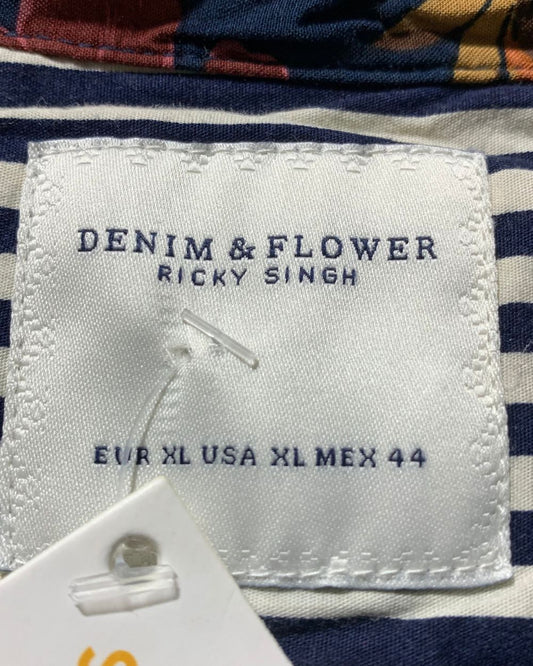 DENIM & FLOWER
RICKY SINGH
EUR XL USA XL MEX 44